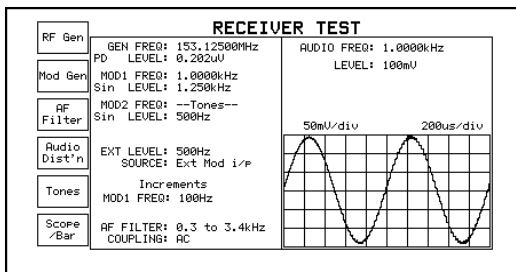 RECEIVER TEST
RF Gen
Mod Gen
AF
Filter
Audio
Dist'n
Tones
Scope
/Bar
GEN FREQ: 153.12500MHz
PD LEVEL: 0.202uV
MOD1 FREQ: 1.0000kHz
Sin LEVEL: 1.250kHz
MOD2 FREQ: --Tones--
Sin LEVEL: 500Hz
EXT LEVEL: 500Hz
SOURCE: Ext Mod i/p
Increments
MOD1 FREQ: 100Hz
AF FILTER: 0.3 to 3.4kHz
COUPLING: AC
AUDIO FREQ: 1.0000kHz
LEVEL: 100mV
50mV/div 200us/div